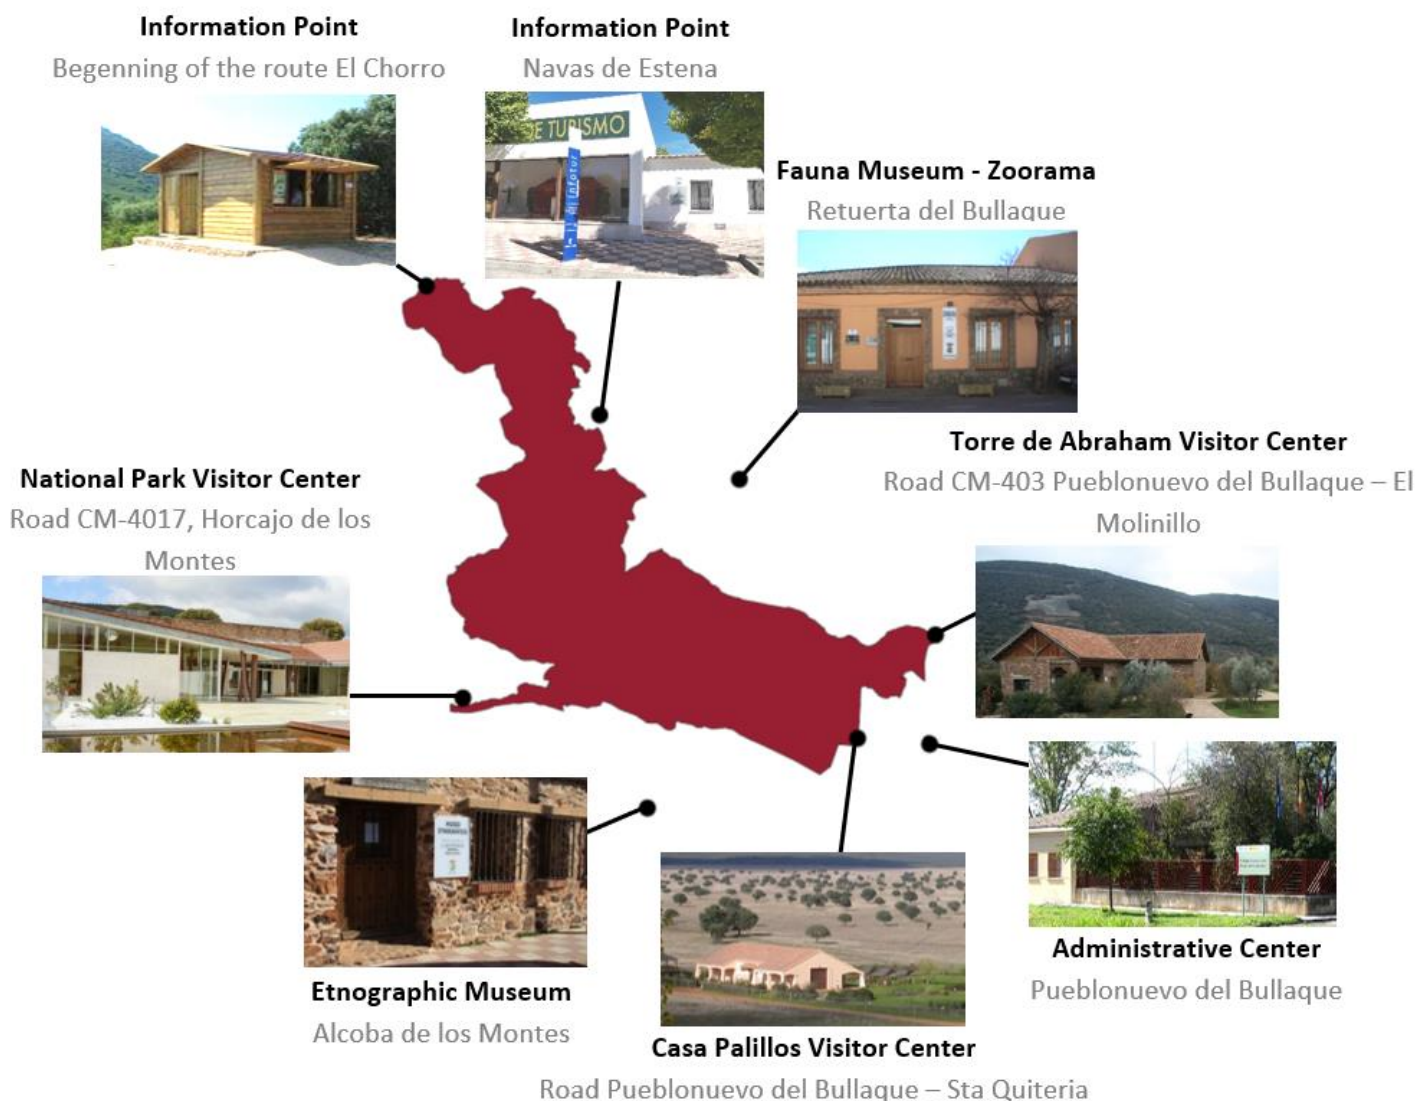 Information Point
Begenning of the route El Chorro
Information Point
Navas de Estena
DE TURISMO
infotur
Fauna Museum - Zoorama
Retuerta del Bullaque
Torre de Abraham Visitor Center
Road CM-403 Pueblonuevo del Bullaque – El
Molinillo
National Park Visitor Center
Road CM-4017, Horcajo de los
Montes
Etnographic Museum
Alcoba de los Montes
Casa Palillos Visitor Center
Road Pueblonuevo del Bullaque – Sta Quiteria
Administrative Center
Pueblonuevo del Bullaque